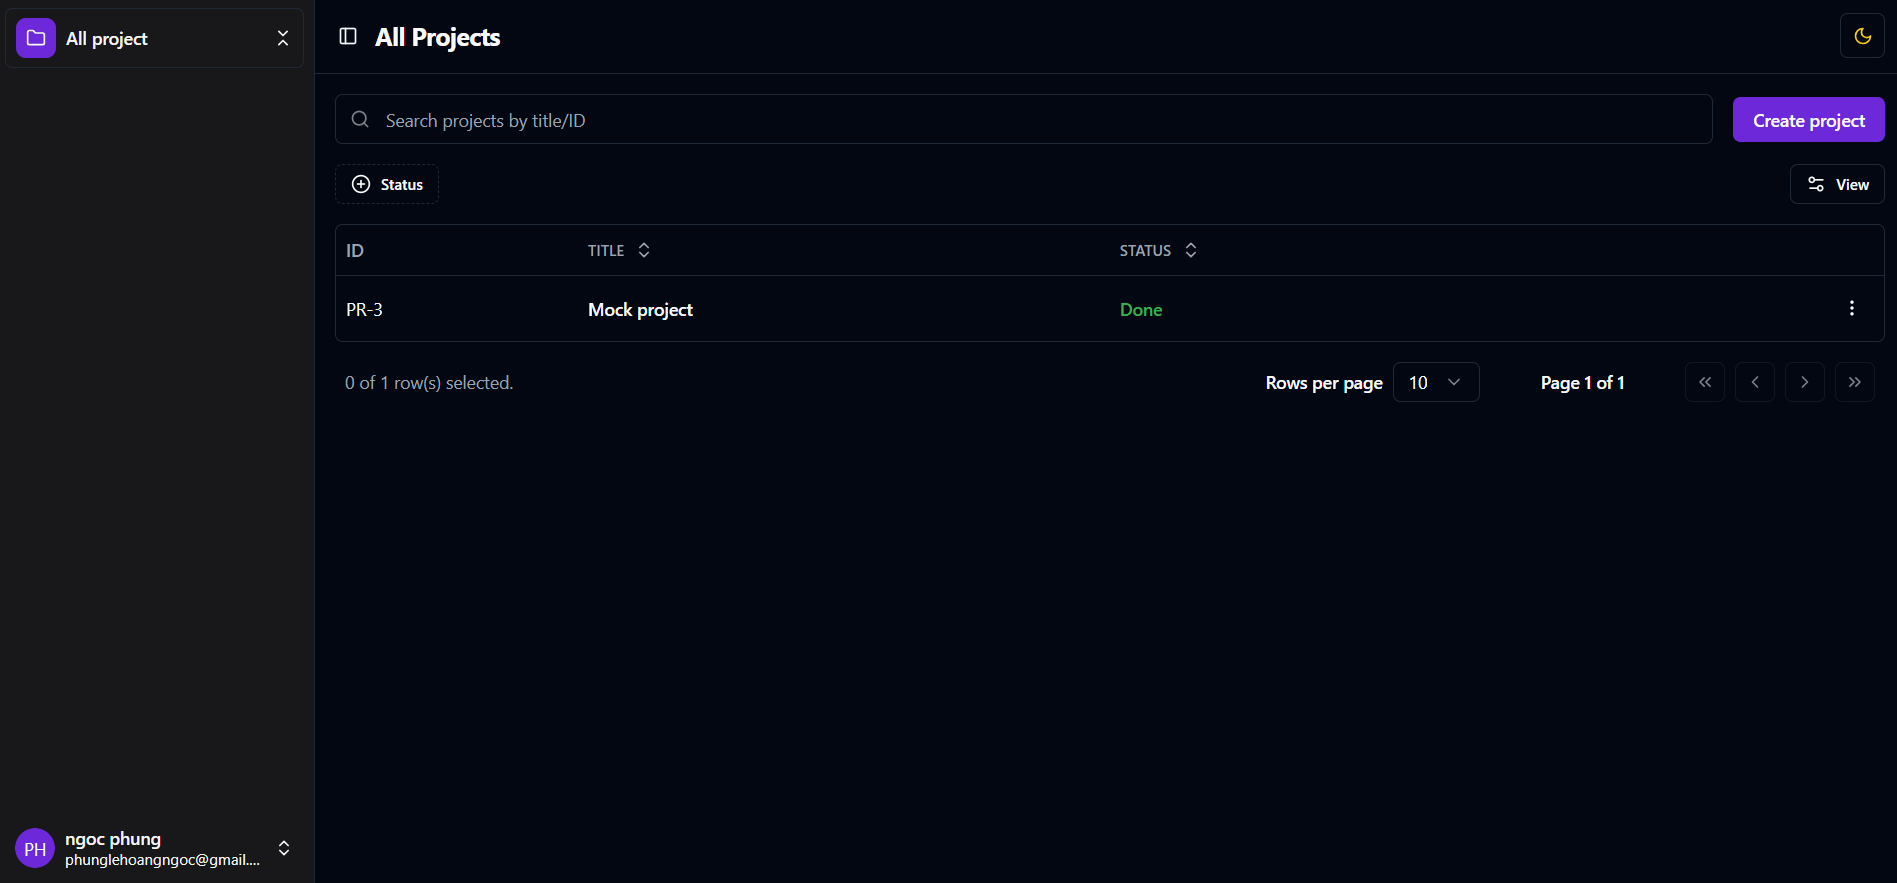 All project
All Projects
Search projects by title/ID
Create project
Status
View
ID TITLE STATUS
PR-3 Mock project Done
0 of 1 row(s) selected.
Rows per page 10 Page 1 of 1
PH
ngoc phung
phunglehoangngoc@gmail....